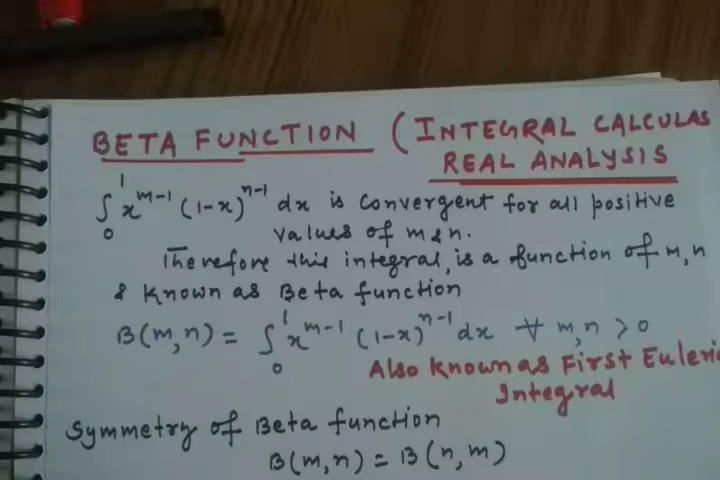 BETA FUNCTION (INTEGRAL CALCULAS
REAL ANALYSIS
∫₀¹ x^{m-1} (1-x)^{n-1} dx is convergent for all positive
values of m & n.
Therefore this integral, is a function of m, n
& known as Beta function
B(m,n) = ∫₀¹ x^{m-1} (1-x)^{n-1} dx ∀ m,n > 0
Also known as First Euleri
Integral
Symmetry of Beta function
B(m,n) = B(n,m)